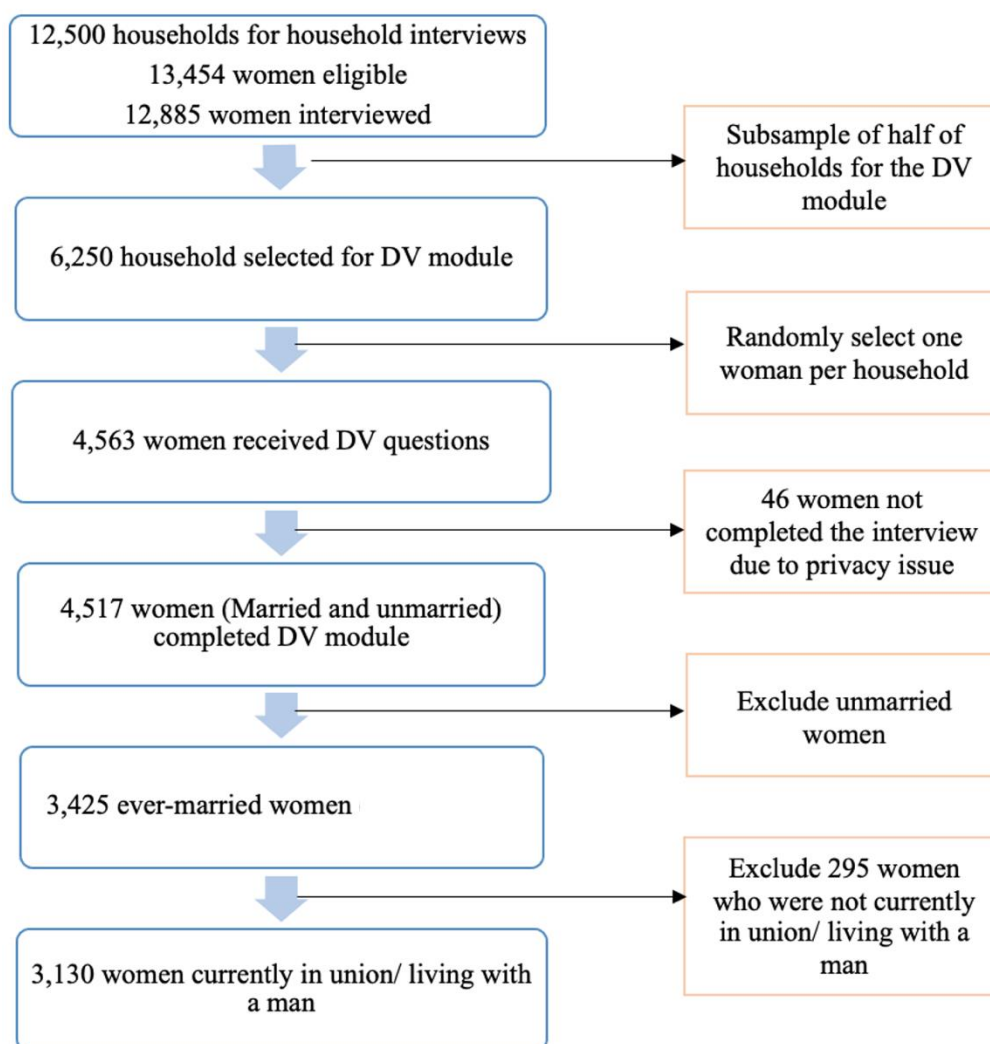 12,500 households for household interviews
13,454 women eligible
12,885 women interviewed
Subsample of half of
households for the DV
module
6,250 household selected for DV module
Randomly select one
woman per household
4,563 women received DV questions
46 women not
completed the interview
due to privacy issue
4,517 women (Married and unmarried)
completed DV module
Exclude unmarried
women
3,425 ever-married women
Exclude 295 women
who were not currently
in union/ living with a
man
3,130 women currently in union/ living with
a man